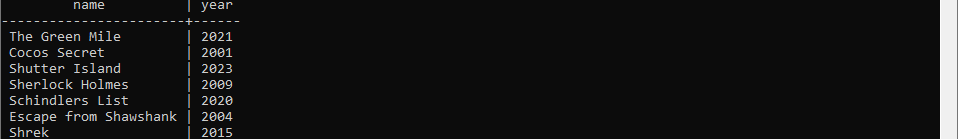 name | year
-----------------------+------
The Green Mile | 2021
Cocos Secret | 2001
Shutter Island | 2023
Sherlock Holmes | 2009
Schindlers List | 2020
Escape from Shawshank | 2004
Shrek | 2015